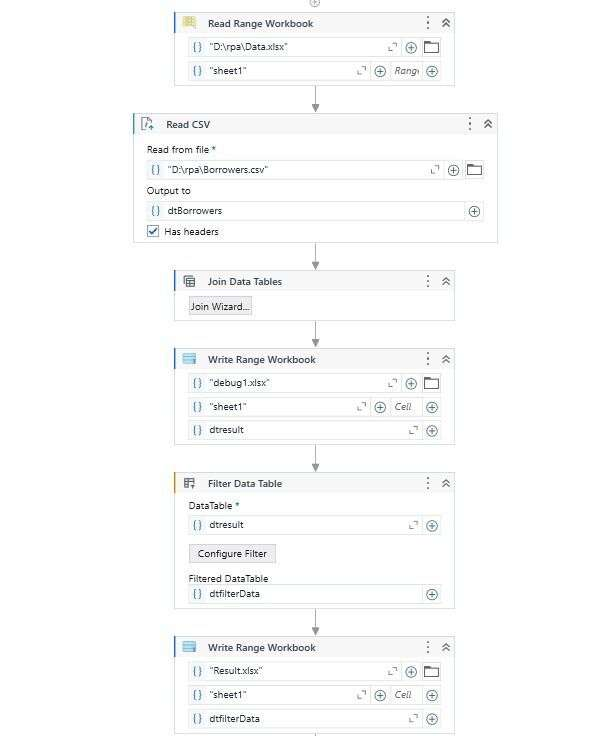 Read Range Workbook
"D:\rpa\Data.xlsx"
"sheet1" Range
Read CSV
Read from file *
"D:\rpa\Borrowers.csv"
Output to
dtBorrowers
Has headers
Join Data Tables
Join Wizard...
Write Range Workbook
"debug1.xlsx"
"sheet1" Cell
dtresult
Filter Data Table
DataTable *
dtresult
Configure Filter
Filtered DataTable
dtfilterData
Write Range Workbook
"Result.xlsx"
"sheet1" Cell
dtfilterData